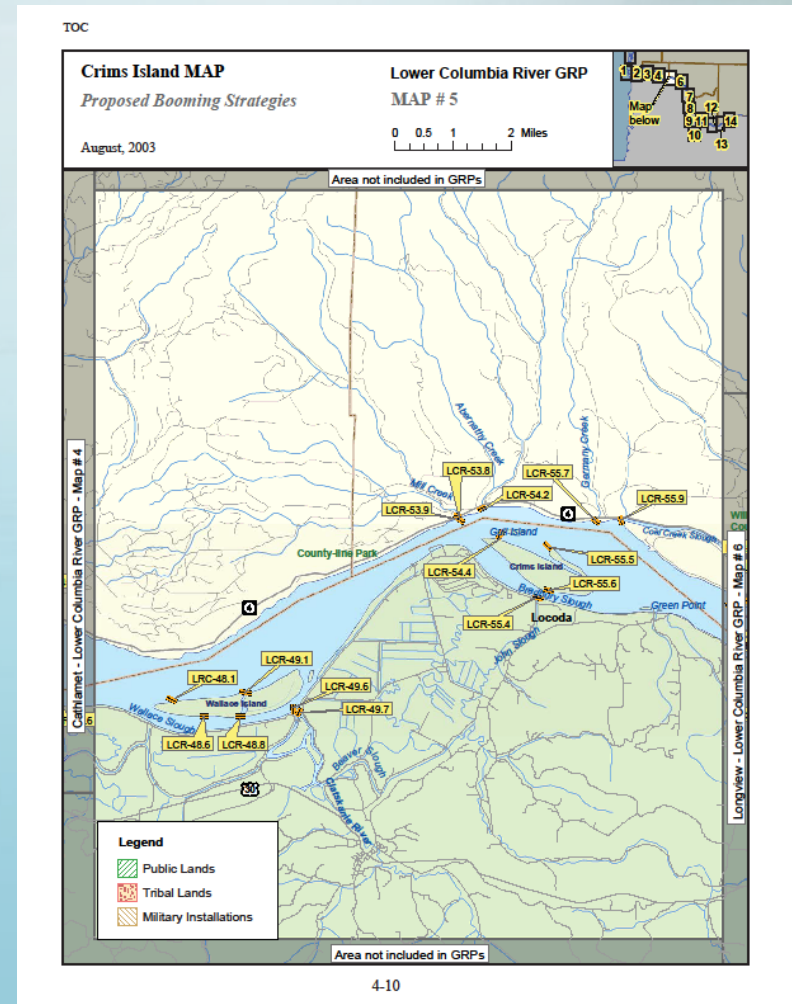 TOC
Crims Island MAP
Proposed Booming Strategies
August, 2003
Lower Columbia River GRP
MAP # 5
0 0.5 1 2 Miles
1 2 3 4 6
7
8 12
9 11 14
10 13
Map
below
Area not included in GRPs
Cathlamet - Lower Columbia River GRP - Map # 4
Longview - Lower Columbia River GRP - Map # 6
Abernathy Creek
Germany Creek
Mill Creek
LCR-53.8
LCR-55.7
LCR-54.2
LCR-55.9
LCR-53.9
4
Coal Creek Slough
Gull Island
County-line Park
LCR-55.5
Crims Island
LCR-54.4
LCR-55.6
Bradbury Slough
Green Point
LCR-55.4
Locoda
4
John Slough
LCR-49.1
LRC-48.1
LCR-49.6
Wallace Island
LCR-49.7
Wallace Slough
LCR-48.6
LCR-48.8
Beaver Slough
30
Clatskanie River
Legend
Public Lands
Tribal Lands
Military Installations
Area not included in GRPs
4-10